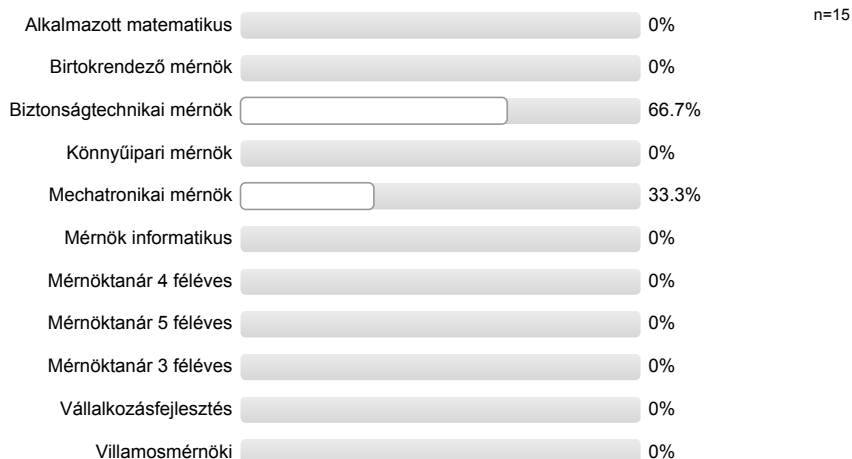 Alkalmazott matematikus 0% n=15
Birtokrendező mérnök 0%
Biztonságtechnikai mérnök 66.7%
Könnyűipari mérnök 0%
Mechatronikai mérnök 33.3%
Mérnök informatikus 0%
Mérnöktanár 4 féléves 0%
Mérnöktanár 5 féléves 0%
Mérnöktanár 3 féléves 0%
Vállalkozásfejlesztés 0%
Villamosmérnöki 0%